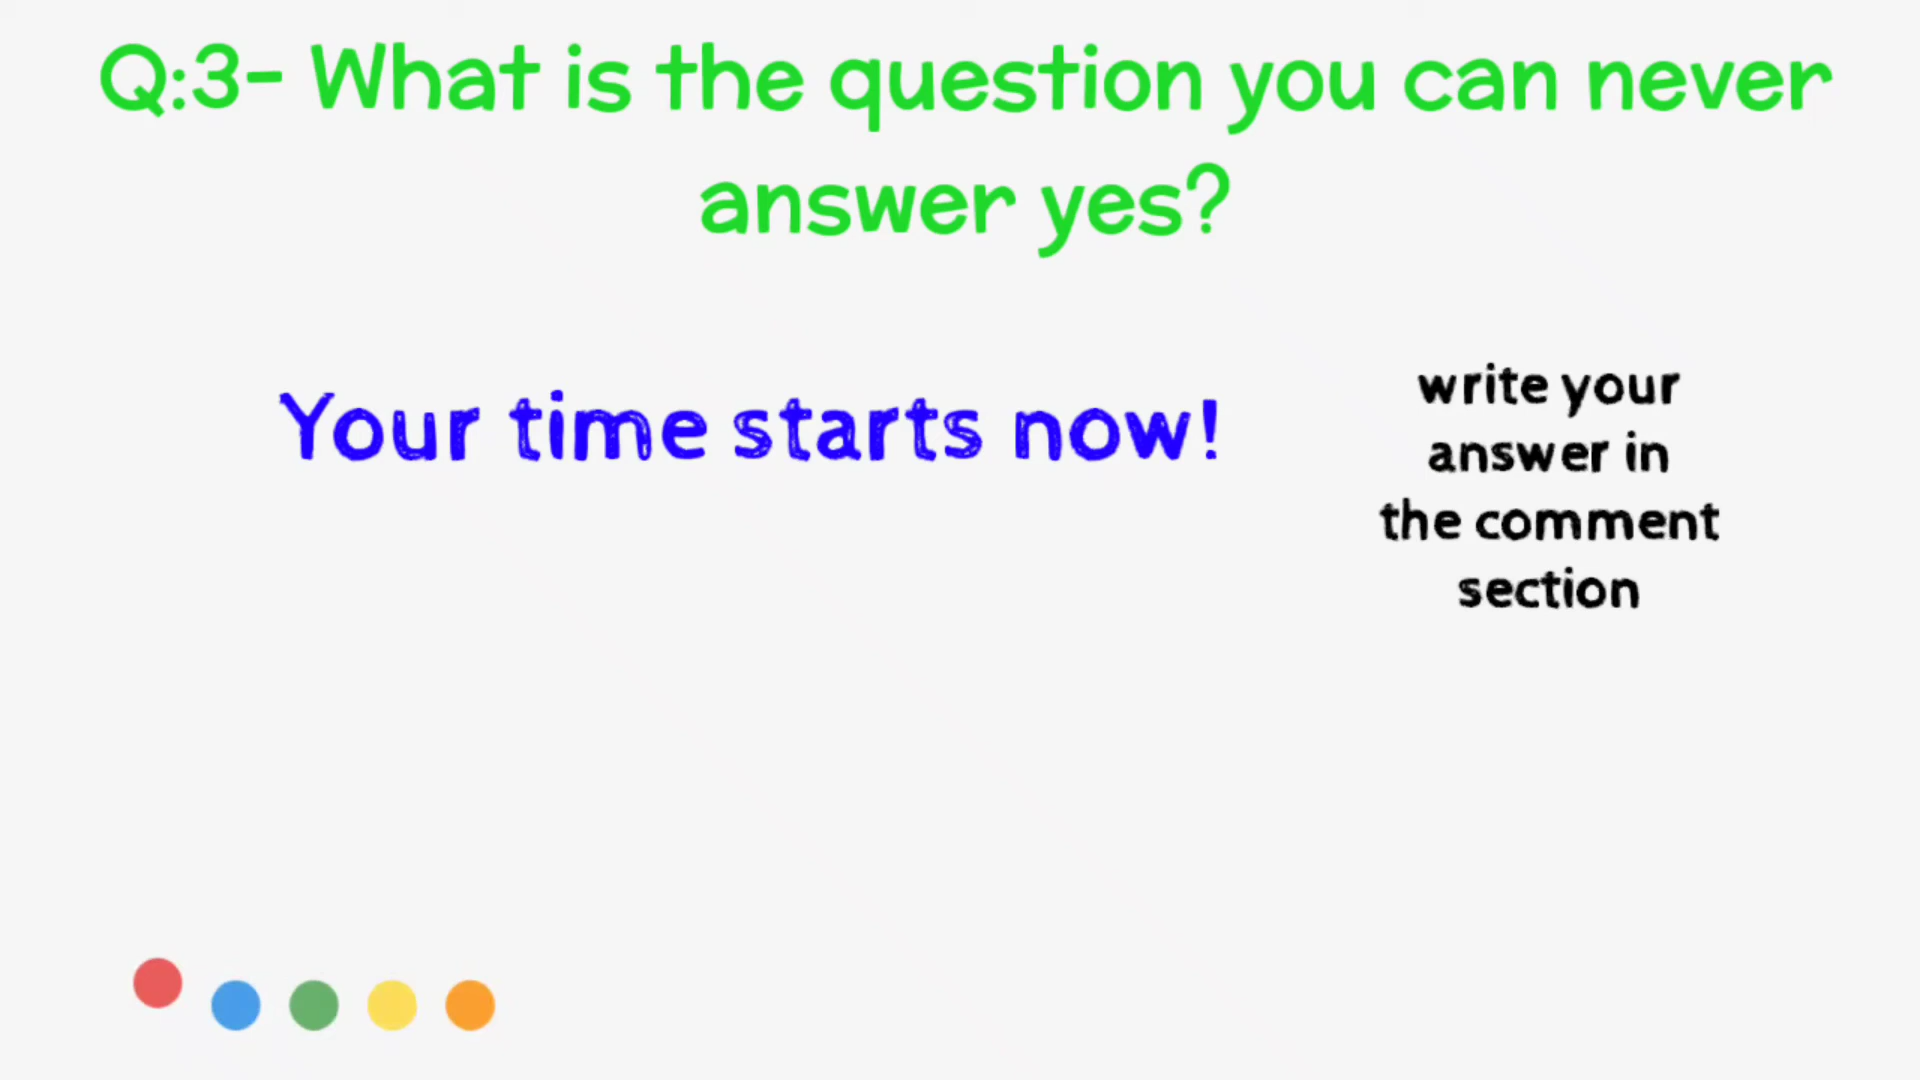 Q:3- What is the question you can never
answer yes?
Your time starts now!
write your
answer in
the comment
section